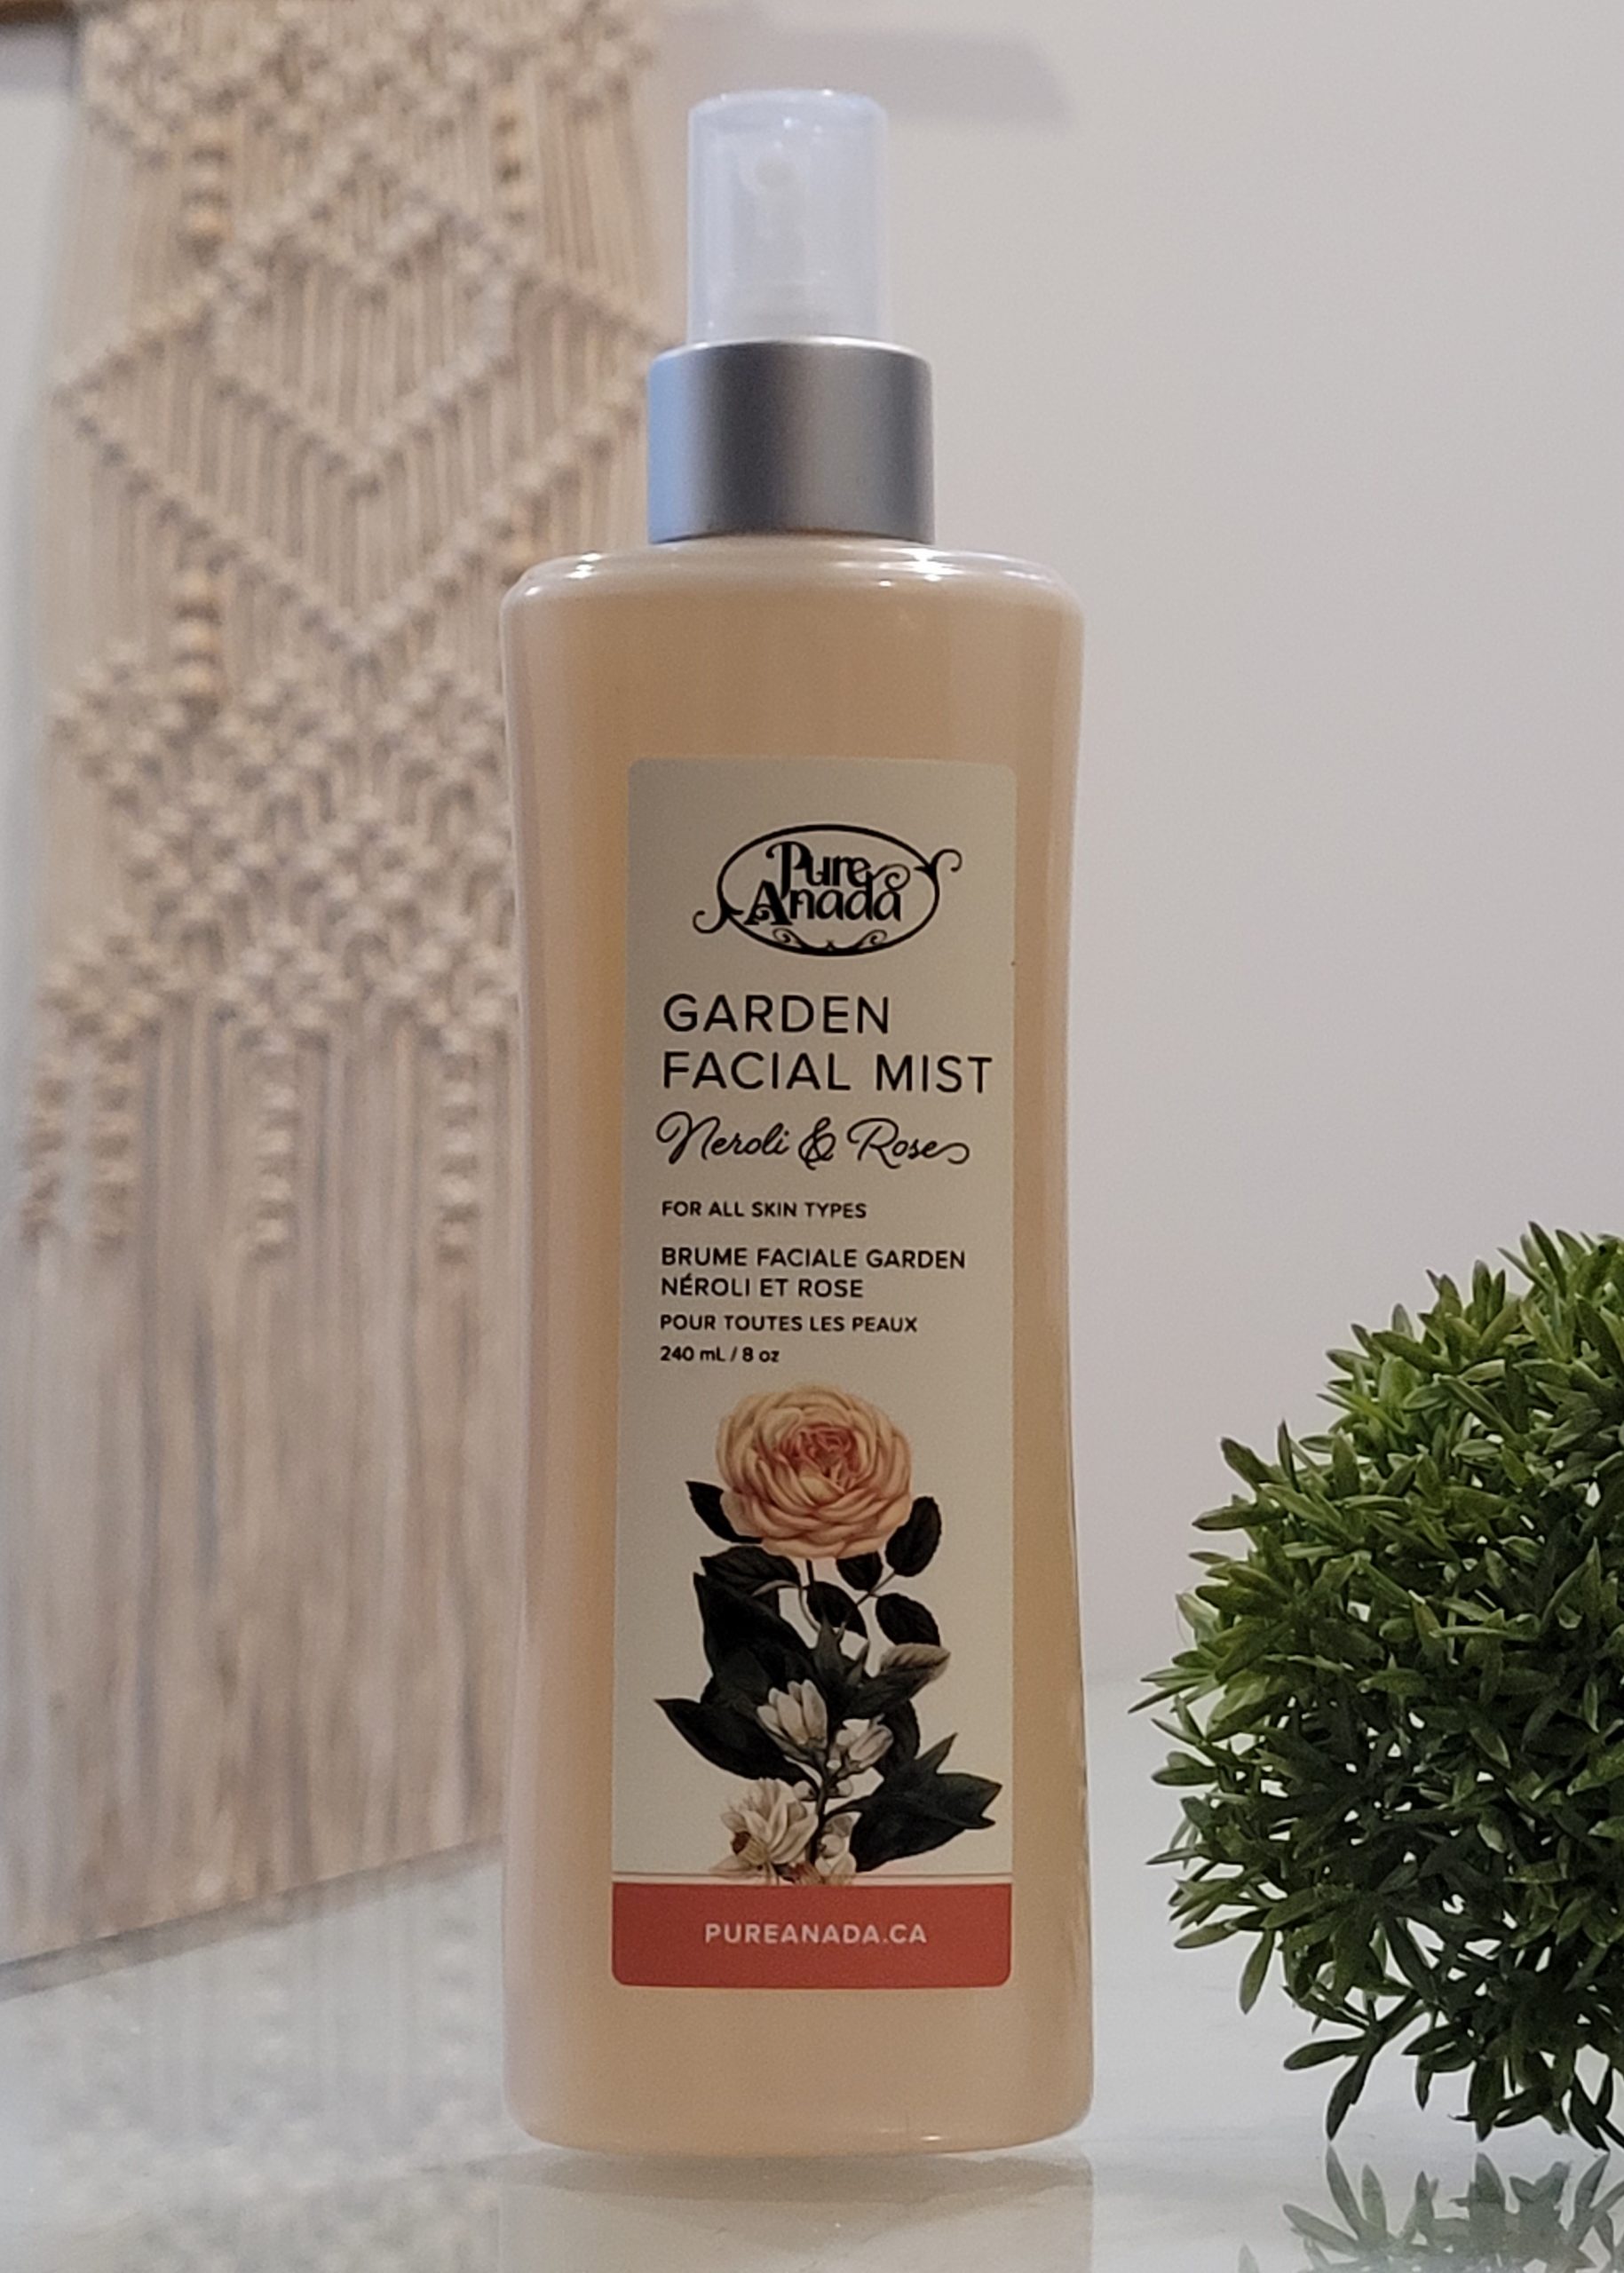 Pure
Anada
GARDEN
FACIAL MIST
Neroli & Rose
FOR ALL SKIN TYPES
BRUME FACIALE GARDEN
NÉROLI ET ROSE
POUR TOUTES LES PEAUX
240 mL / 8 oz
PUREANADA.CA